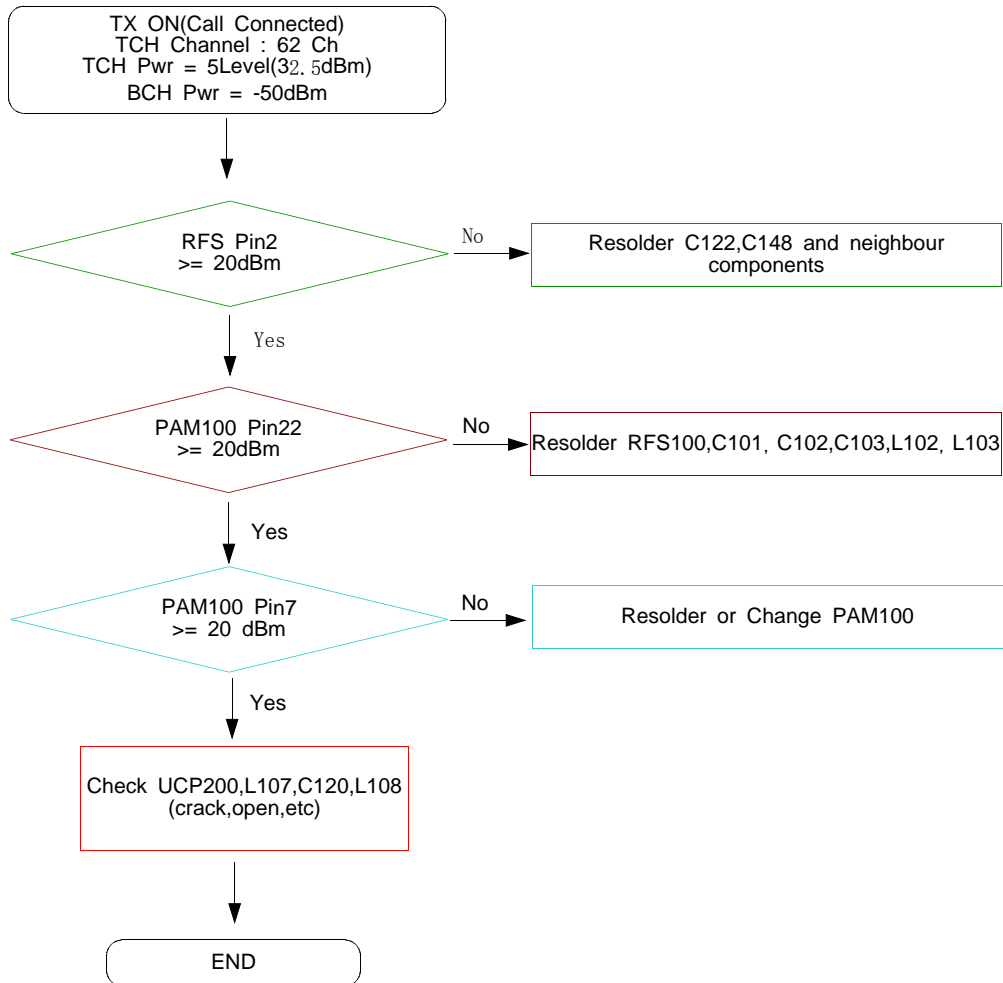 TX ON(Call Connected)
TCH Channel : 62 Ch
TCH Pwr = 5Level(32.5dBm)
BCH Pwr = -50dBm
RFS Pin2
>= 20dBm
No
Resolder C122,C148 and neighbour
components
Yes
PAM100 Pin22
>= 20dBm
No
Resolder RFS100,C101, C102,C103,L102, L103
Yes
PAM100 Pin7
>= 20 dBm
No
Resolder or Change PAM100
Yes
Check UCP200,L107,C120,L108
(crack,open,etc)
END